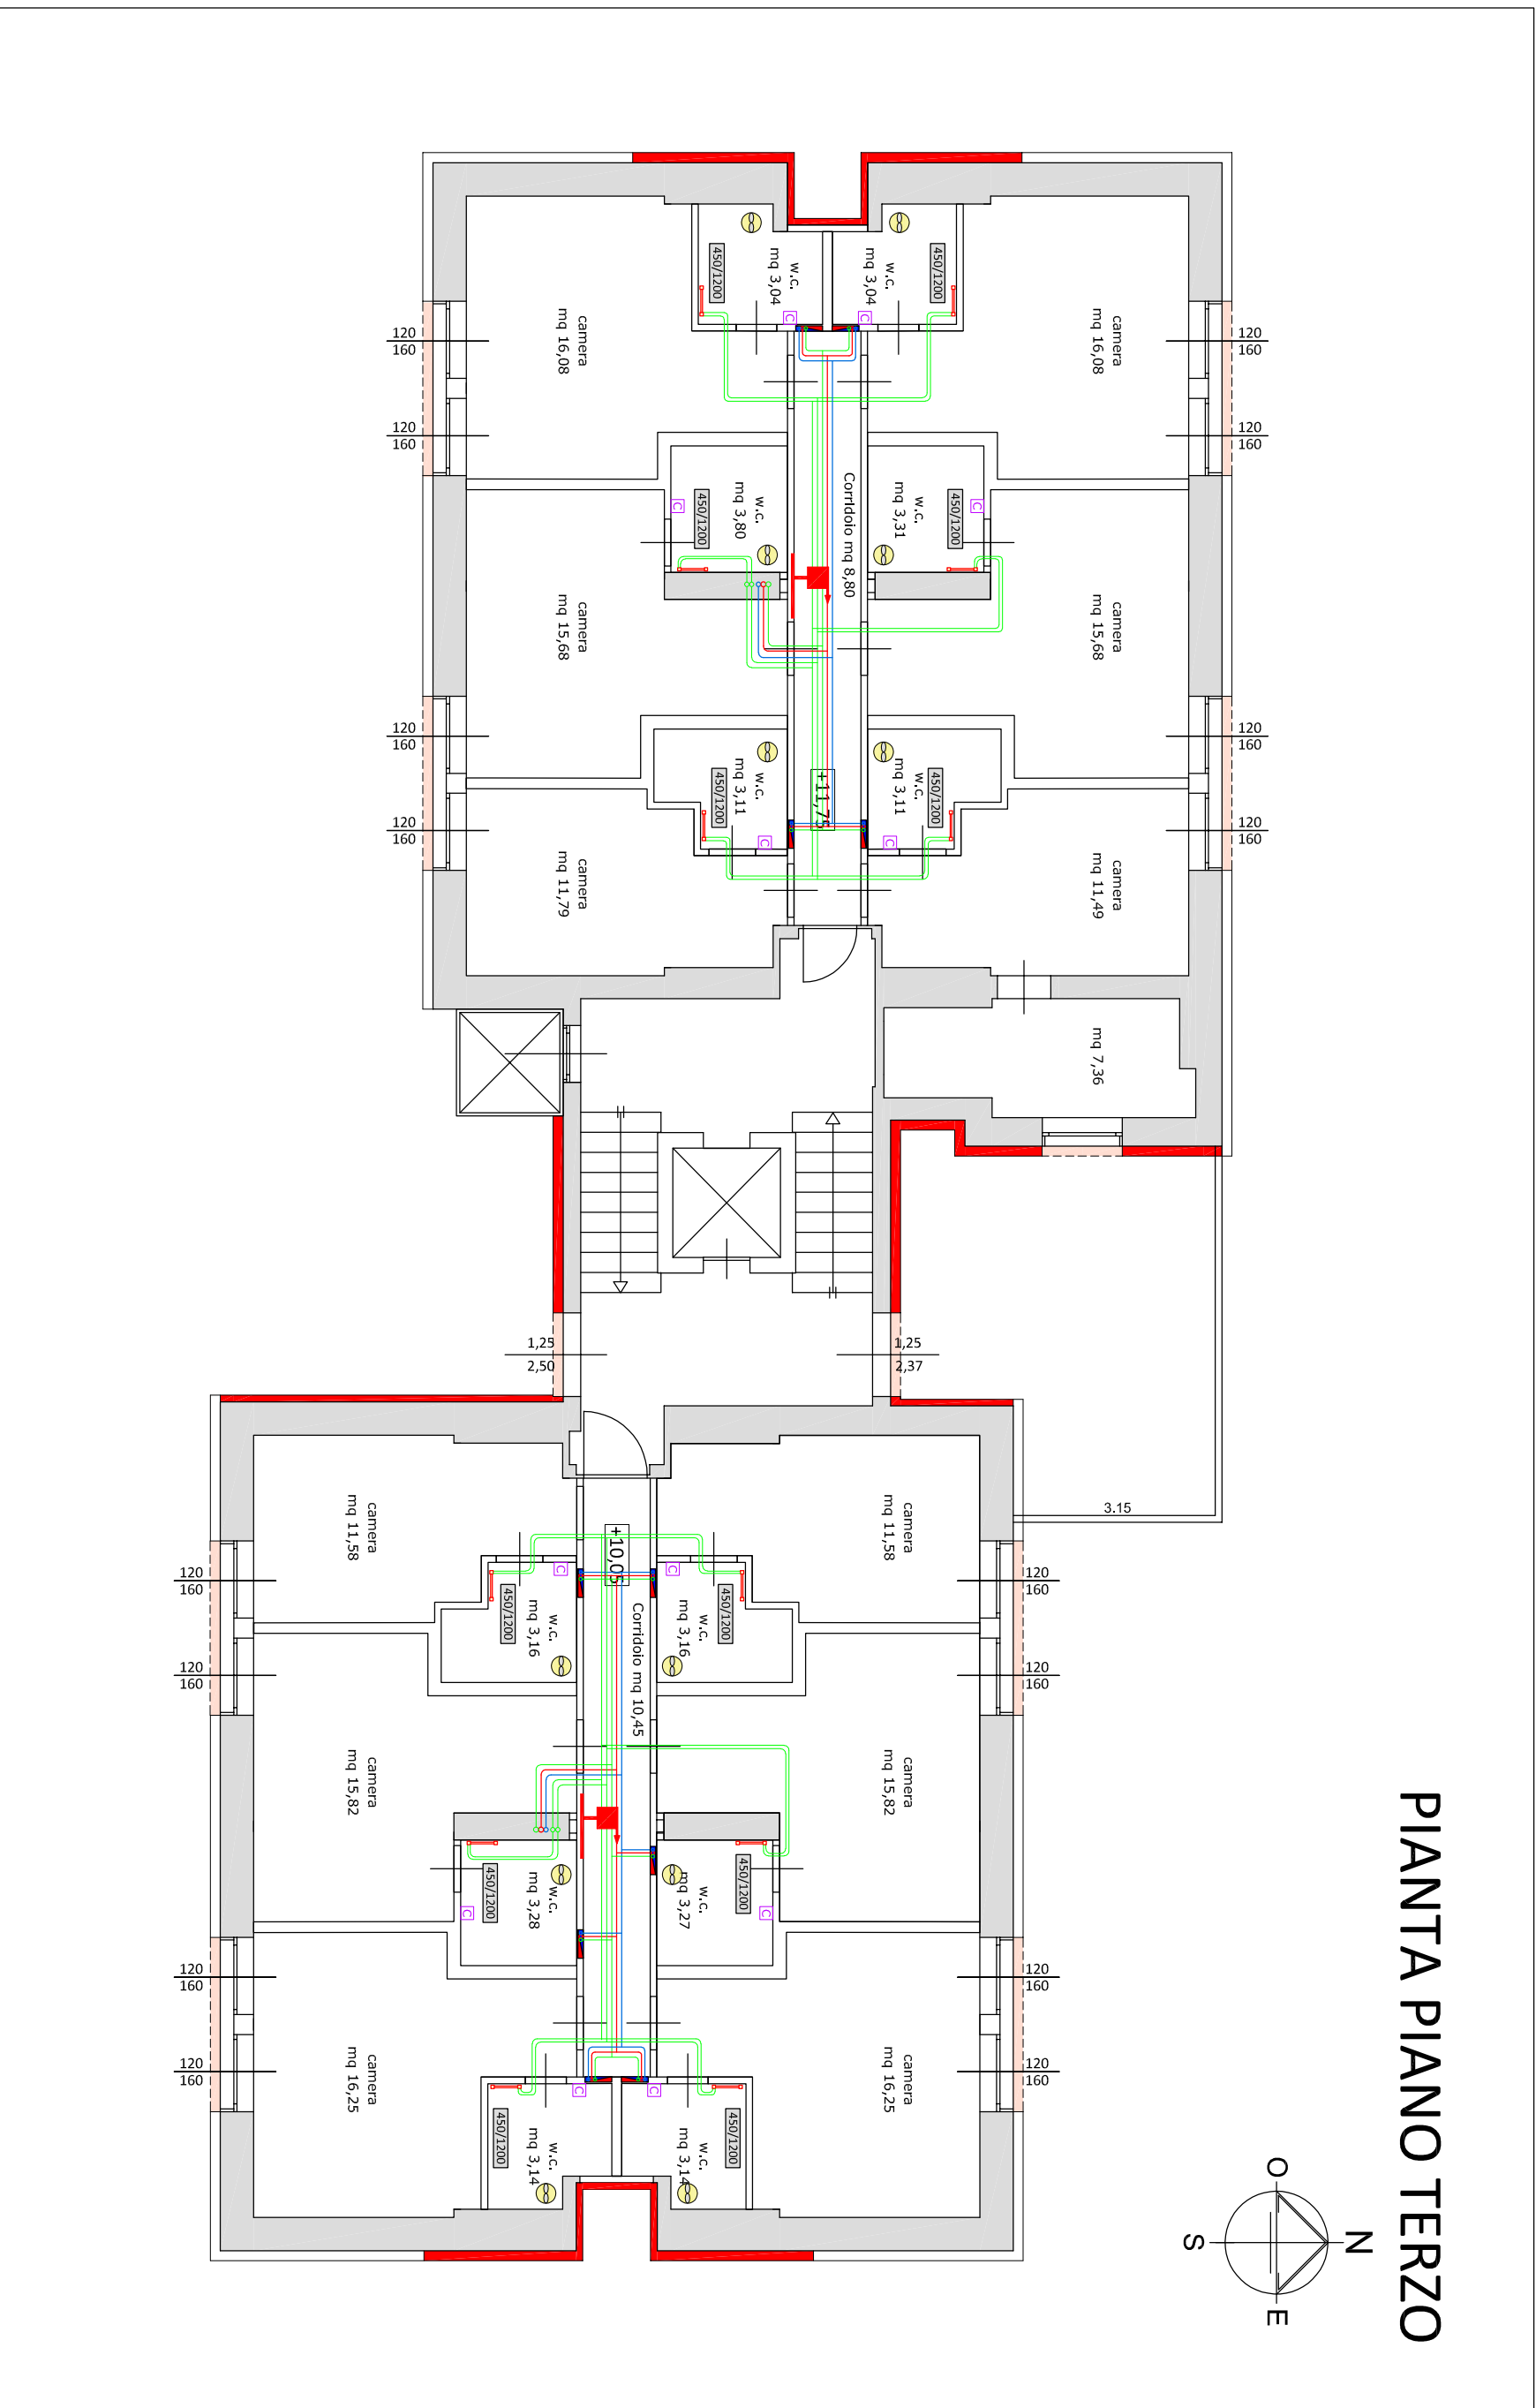 PIANTA PIANO TERZO
N
O
E
S
camera
mq 16,08
camera
mq 15,68
camera
mq 11,49
mq 7,36
120
160
120
160
120
160
120
160
w.c.
mq 3,04
450/1200
C
w.c.
mq 3,31
450/1200
C
w.c.
mq 3,11
450/1200
C
Corridoio mq 8,80
+11,75
w.c.
mq 3,04
450/1200
C
w.c.
mq 3,80
450/1200
C
w.c.
mq 3,11
450/1200
C
camera
mq 16,08
camera
mq 15,68
camera
mq 11,79
120
160
120
160
120
160
120
160
1,25
2,37
1,25
2,50
3.15
camera
mq 11,58
camera
mq 15,82
camera
mq 16,25
120
160
120
160
120
160
120
160
w.c.
mq 3,16
450/1200
C
w.c.
mq 3,27
450/1200
C
w.c.
mq 3,14
450/1200
C
Corridoio mq 10,45
+10,05
w.c.
mq 3,16
450/1200
C
w.c.
mq 3,28
450/1200
C
w.c.
mq 3,14
450/1200
C
camera
mq 11,58
camera
mq 15,82
camera
mq 16,25
120
160
120
160
120
160
120
160